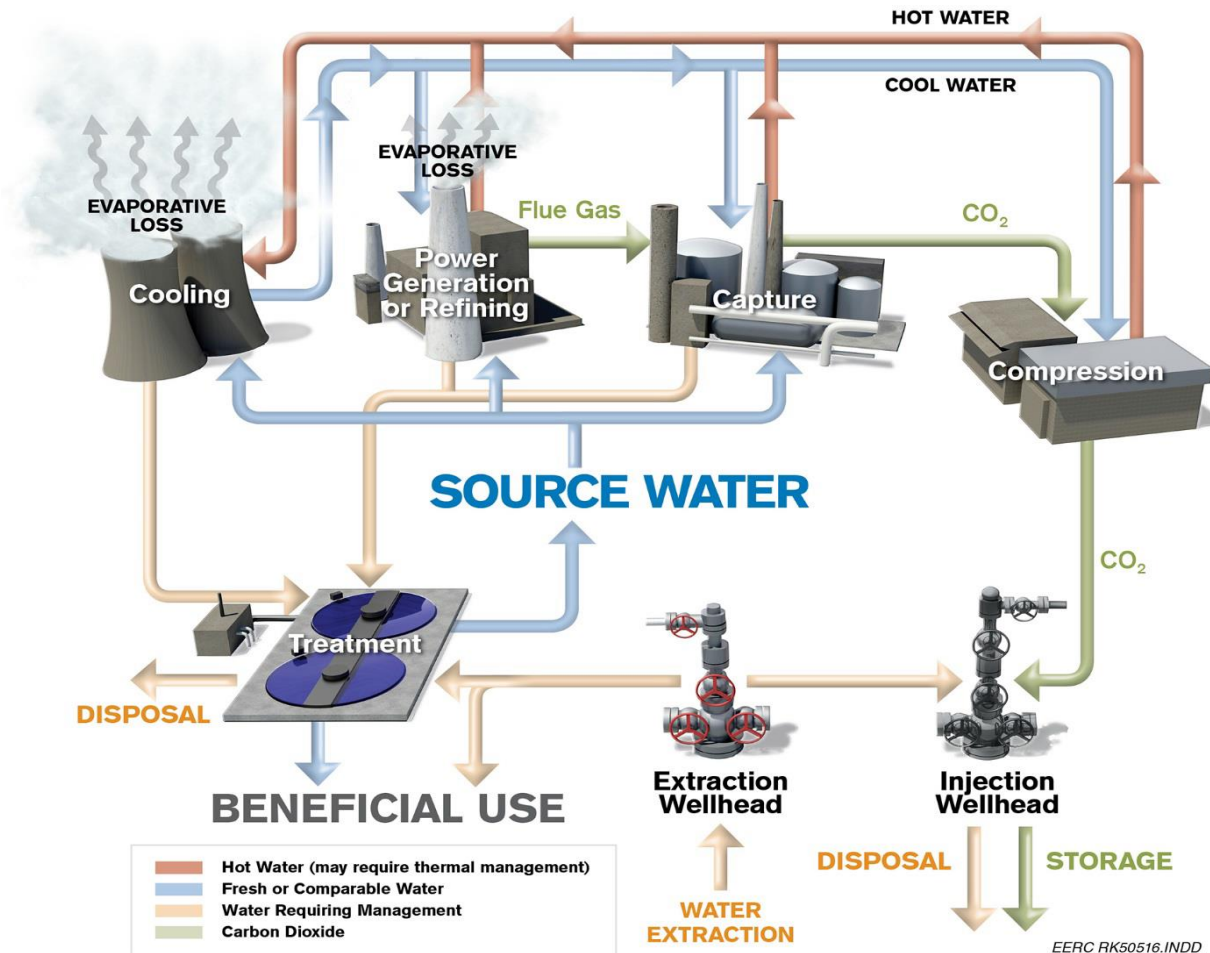 HOT WATER
COOL WATER
EVAPORATIVE
LOSS
EVAPORATIVE
LOSS
Flue Gas
CO₂
Cooling
Power
Generation
or Refining
Capture
Compression
SOURCE WATER
CO₂
Treatment
DISPOSAL
BENEFICIAL USE
Extraction
Wellhead
Injection
Wellhead
DISPOSAL
STORAGE
WATER
EXTRACTION
Hot Water (may require thermal management)
Fresh or Comparable Water
Water Requiring Management
Carbon Dioxide
EERC RK50516.INDD